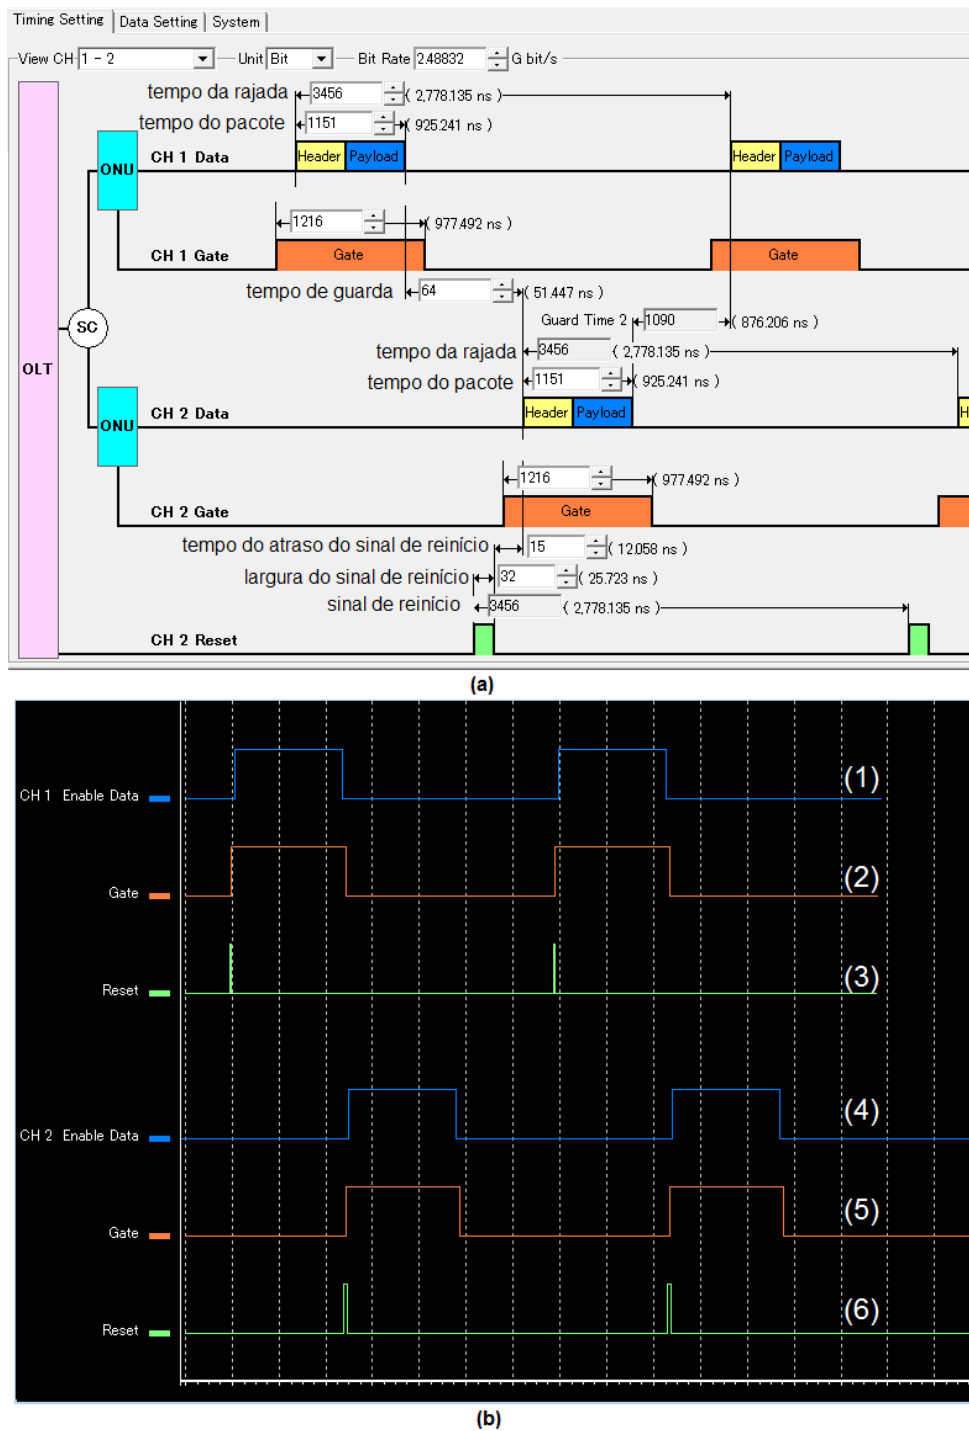 Timing Setting Data Setting System
View CH 1 - 2 Unit Bit Bit Rate 2.48832 G bit/s
tempo da rajada 3456 ( 2,778.135 ns )
tempo do pacote 1151 ( 925.241 ns )
ONU CH 1 Data Header Payload Header Payload
1216 ( 977.492 ns )
CH 1 Gate Gate Gate
tempo de guarda 64 ( 51.447 ns )
Guard Time 2 1090 ( 876.206 ns )
SC
tempo da rajada 3456 ( 2,778.135 ns )
OLT
tempo do pacote 1151 ( 925.241 ns )
ONU CH 2 Data Header Payload H
1216 ( 977.492 ns )
CH 2 Gate Gate
tempo do atraso do sinal de reinício 15 ( 12.058 ns )
largura do sinal de reinício 32 ( 25.723 ns )
sinal de reinício 3456 ( 2,778.135 ns )
CH 2 Reset
(a)
CH 1 Enable Data (1)
Gate (2)
Reset (3)
CH 2 Enable Data (4)
Gate (5)
Reset (6)
(b)